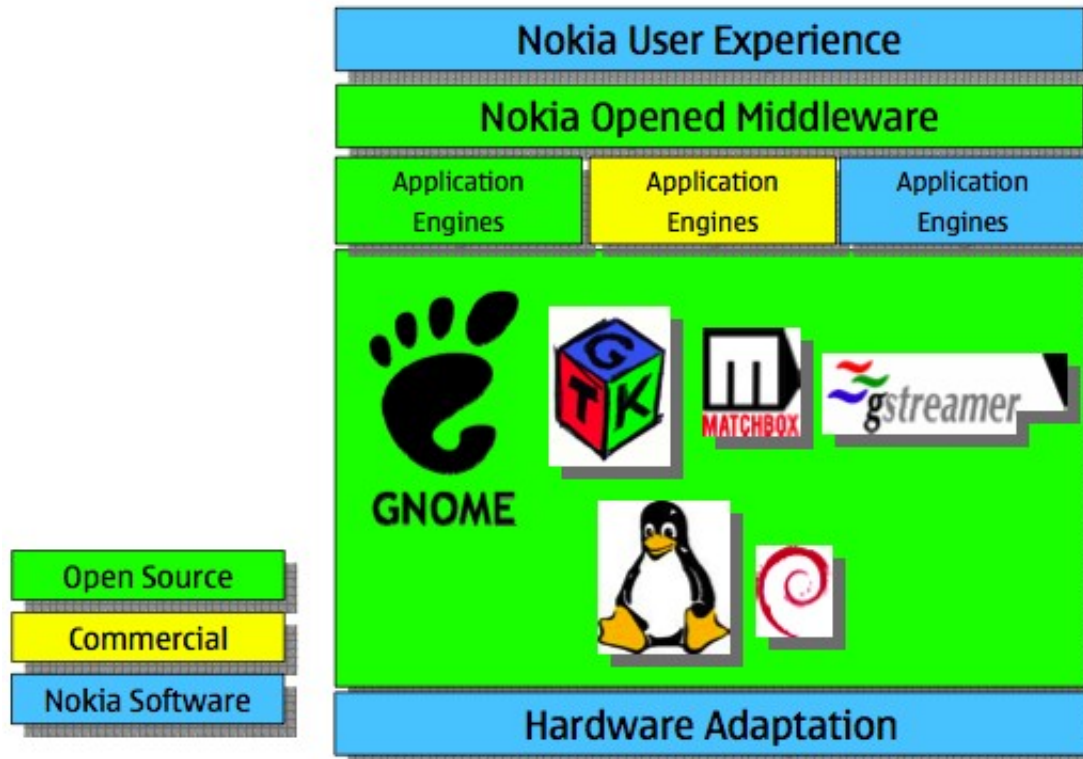 Nokia User Experience
Nokia Opened Middleware
Application
Engines
Application
Engines
Application
Engines
G
T K
GNOME
m
MATCHBOX
gstreamer
Open Source
Commercial
Nokia Software
Hardware Adaptation